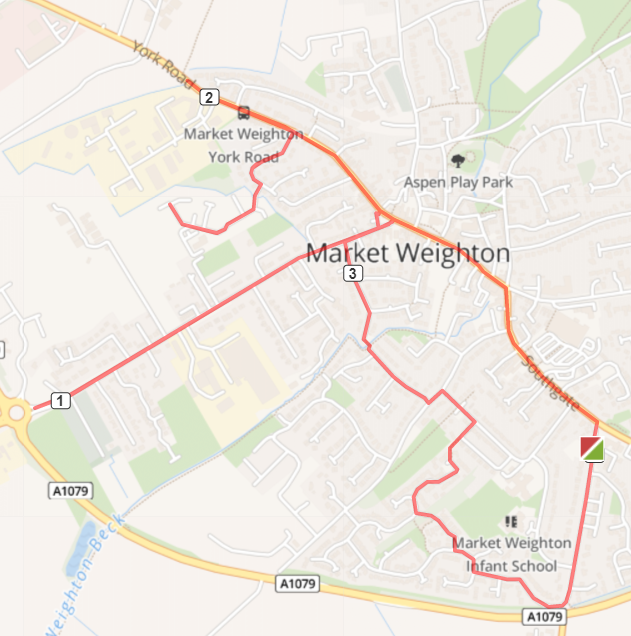 York Road
2
Market Weighton
York Road
Aspen Play Park
Market Weighton
3
1
Southgate
A1079
Market Weighton
Infant School
Weighton Beck
A1079
A1079